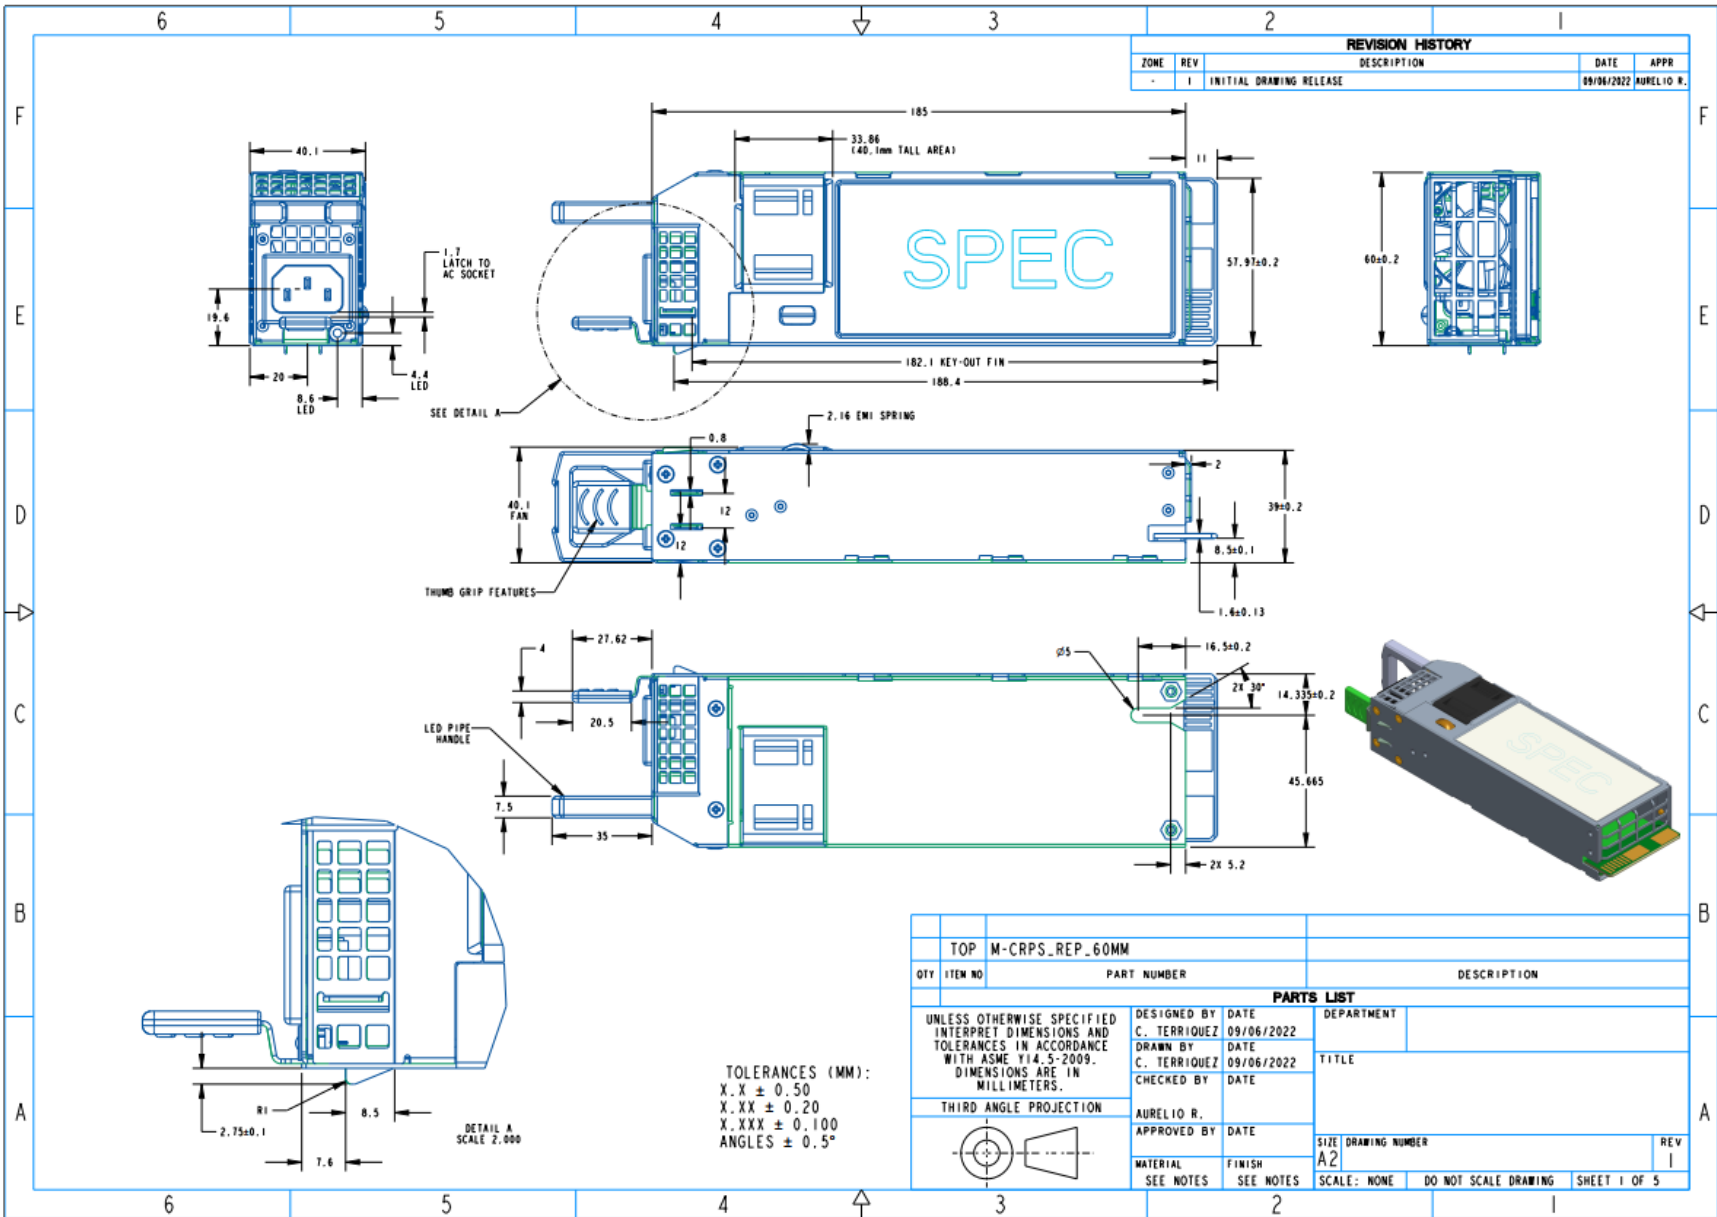 6 5 4 3 2 1
REVISION HISTORY
ZONE REV DESCRIPTION DATE APPR
- 1 INITIAL DRAWING RELEASE 09/06/2022 AURELIO R.
F F
185
33.86
(40.1mm TALL AREA)
11
40.1
1.7
LATCH TO
AC SOCKET
SPEC
57.97±0.2
60±0.2
E E
19.6
20
4.4
LED
8.6
LED
182.1 KEY-OUT FIN
188.4
SEE DETAIL A
2.16 EMI SPRING
0.8
2
40.1
FAN
12
12
39±0.2
D D
8.5±0.1
THUMB GRIP FEATURES
1.6±0.13
27.62
4
Ø5
16.5±0.2
2X 30°
14.335±0.2
C C
20.5
LED PIPE
HANDLE
7.5
35
45.665
2X 5.2
SPEC
B B
TOP M-CRPS_REP_60MM
QTY ITEM NO PART NUMBER DESCRIPTION
PARTS LIST
UNLESS OTHERWISE SPECIFIED
INTERPRET DIMENSIONS AND
TOLERANCES IN ACCORDANCE
WITH ASME Y14.5-2009.
DIMENSIONS ARE IN
MILLIMETERS.
THIRD ANGLE PROJECTION
DESIGNED BY DATE
C. TERRIQUEZ 09/06/2022
DRAWN BY DATE
C. TERRIQUEZ 09/06/2022
CHECKED BY DATE
AURELIO R.
APPROVED BY DATE
MATERIAL FINISH
SEE NOTES SEE NOTES
DEPARTMENT
TITLE
SIZE DRAWING NUMBER REV
A2 1
SCALE: NONE DO NOT SCALE DRAWING SHEET 1 OF 5
TOLERANCES (MM):
X.X ± 0.50
X.XX ± 0.20
X.XXX ± 0.100
ANGLES ± 0.5°
A A
R1
8.5
2.75±0.1
7.6
DETAIL A
SCALE 2.000
6 5 4 3 2 1